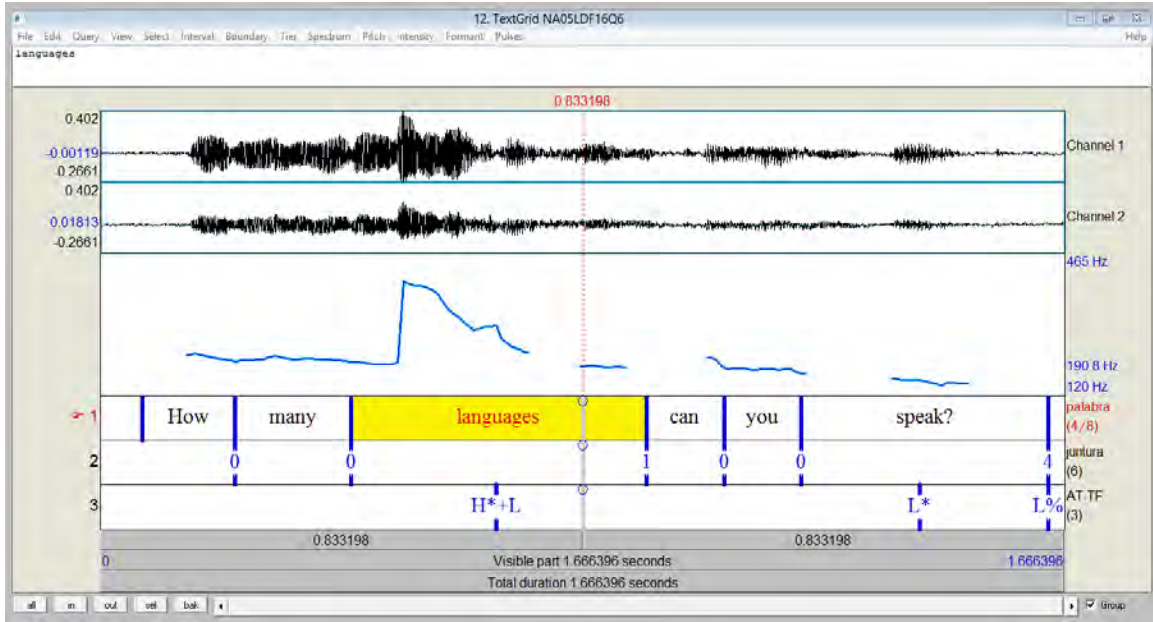 12. TextGrid NA05LDF16Q6
File Edit Query View Select Interval Boundary Tier Spectrum Pitch Intensity Formant Pulses Help
languages
0.833198
0.402
-0.00119
0.2661
Channel 1
0.402
0.01813
-0.2661
Channel 2
465 Hz
190.8 Hz
120 Hz
1 How many languages can you speak? palabra
(4/8)
2 0 0 1 0 0 4 juntura
(6)
3 H*+L L* L% AT TF
(3)
0.833198 0.833198
0 Visible part 1.666396 seconds 1.666396
Total duration 1.666396 seconds
all in out sel bak Group